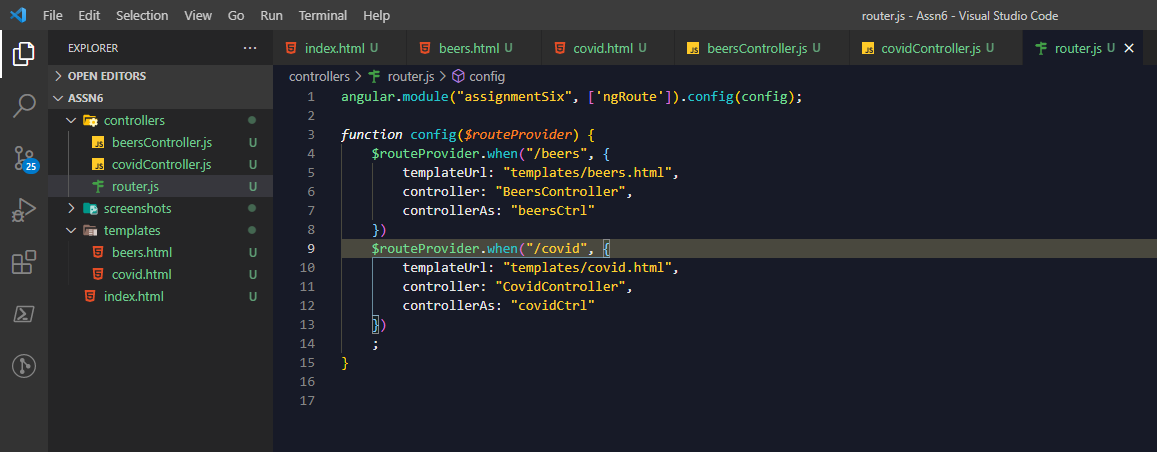 File Edit Selection View Go Run Terminal Help router.js - Assn6 - Visual Studio Code
EXPLORER ...
index.html U beers.html U covid.html U beersController.js U covidController.js U router.js U
OPEN EDITORS
ASSN6
controllers
beersController.js U
covidController.js U
router.js U
screenshots
templates
beers.html U
covid.html U
index.html U
25
controllers > router.js > config
1 angular.module("assignmentSix", ['ngRoute']).config(config);
2
3 function config($routeProvider) {
4     $routeProvider.when("/beers", {
5         templateUrl: "templates/beers.html",
6         controller: "BeersController",
7         controllerAs: "beersCtrl"
8     })
9     $routeProvider.when("/covid", {
10         templateUrl: "templates/covid.html",
11         controller: "CovidController",
12         controllerAs: "covidCtrl"
13     })
14     ;
15 }
16
17